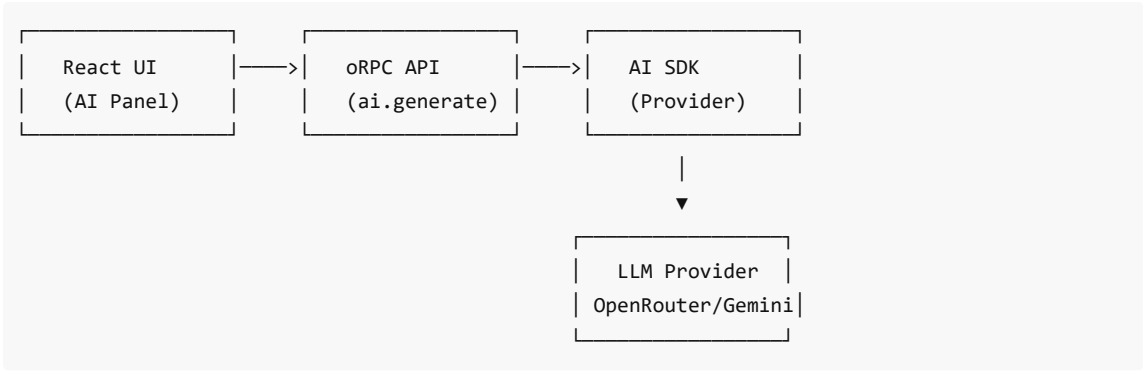 React UI
(AI Panel)
oRPC API
(ai.generate)
AI SDK
(Provider)
LLM Provider
OpenRouter/Gemini